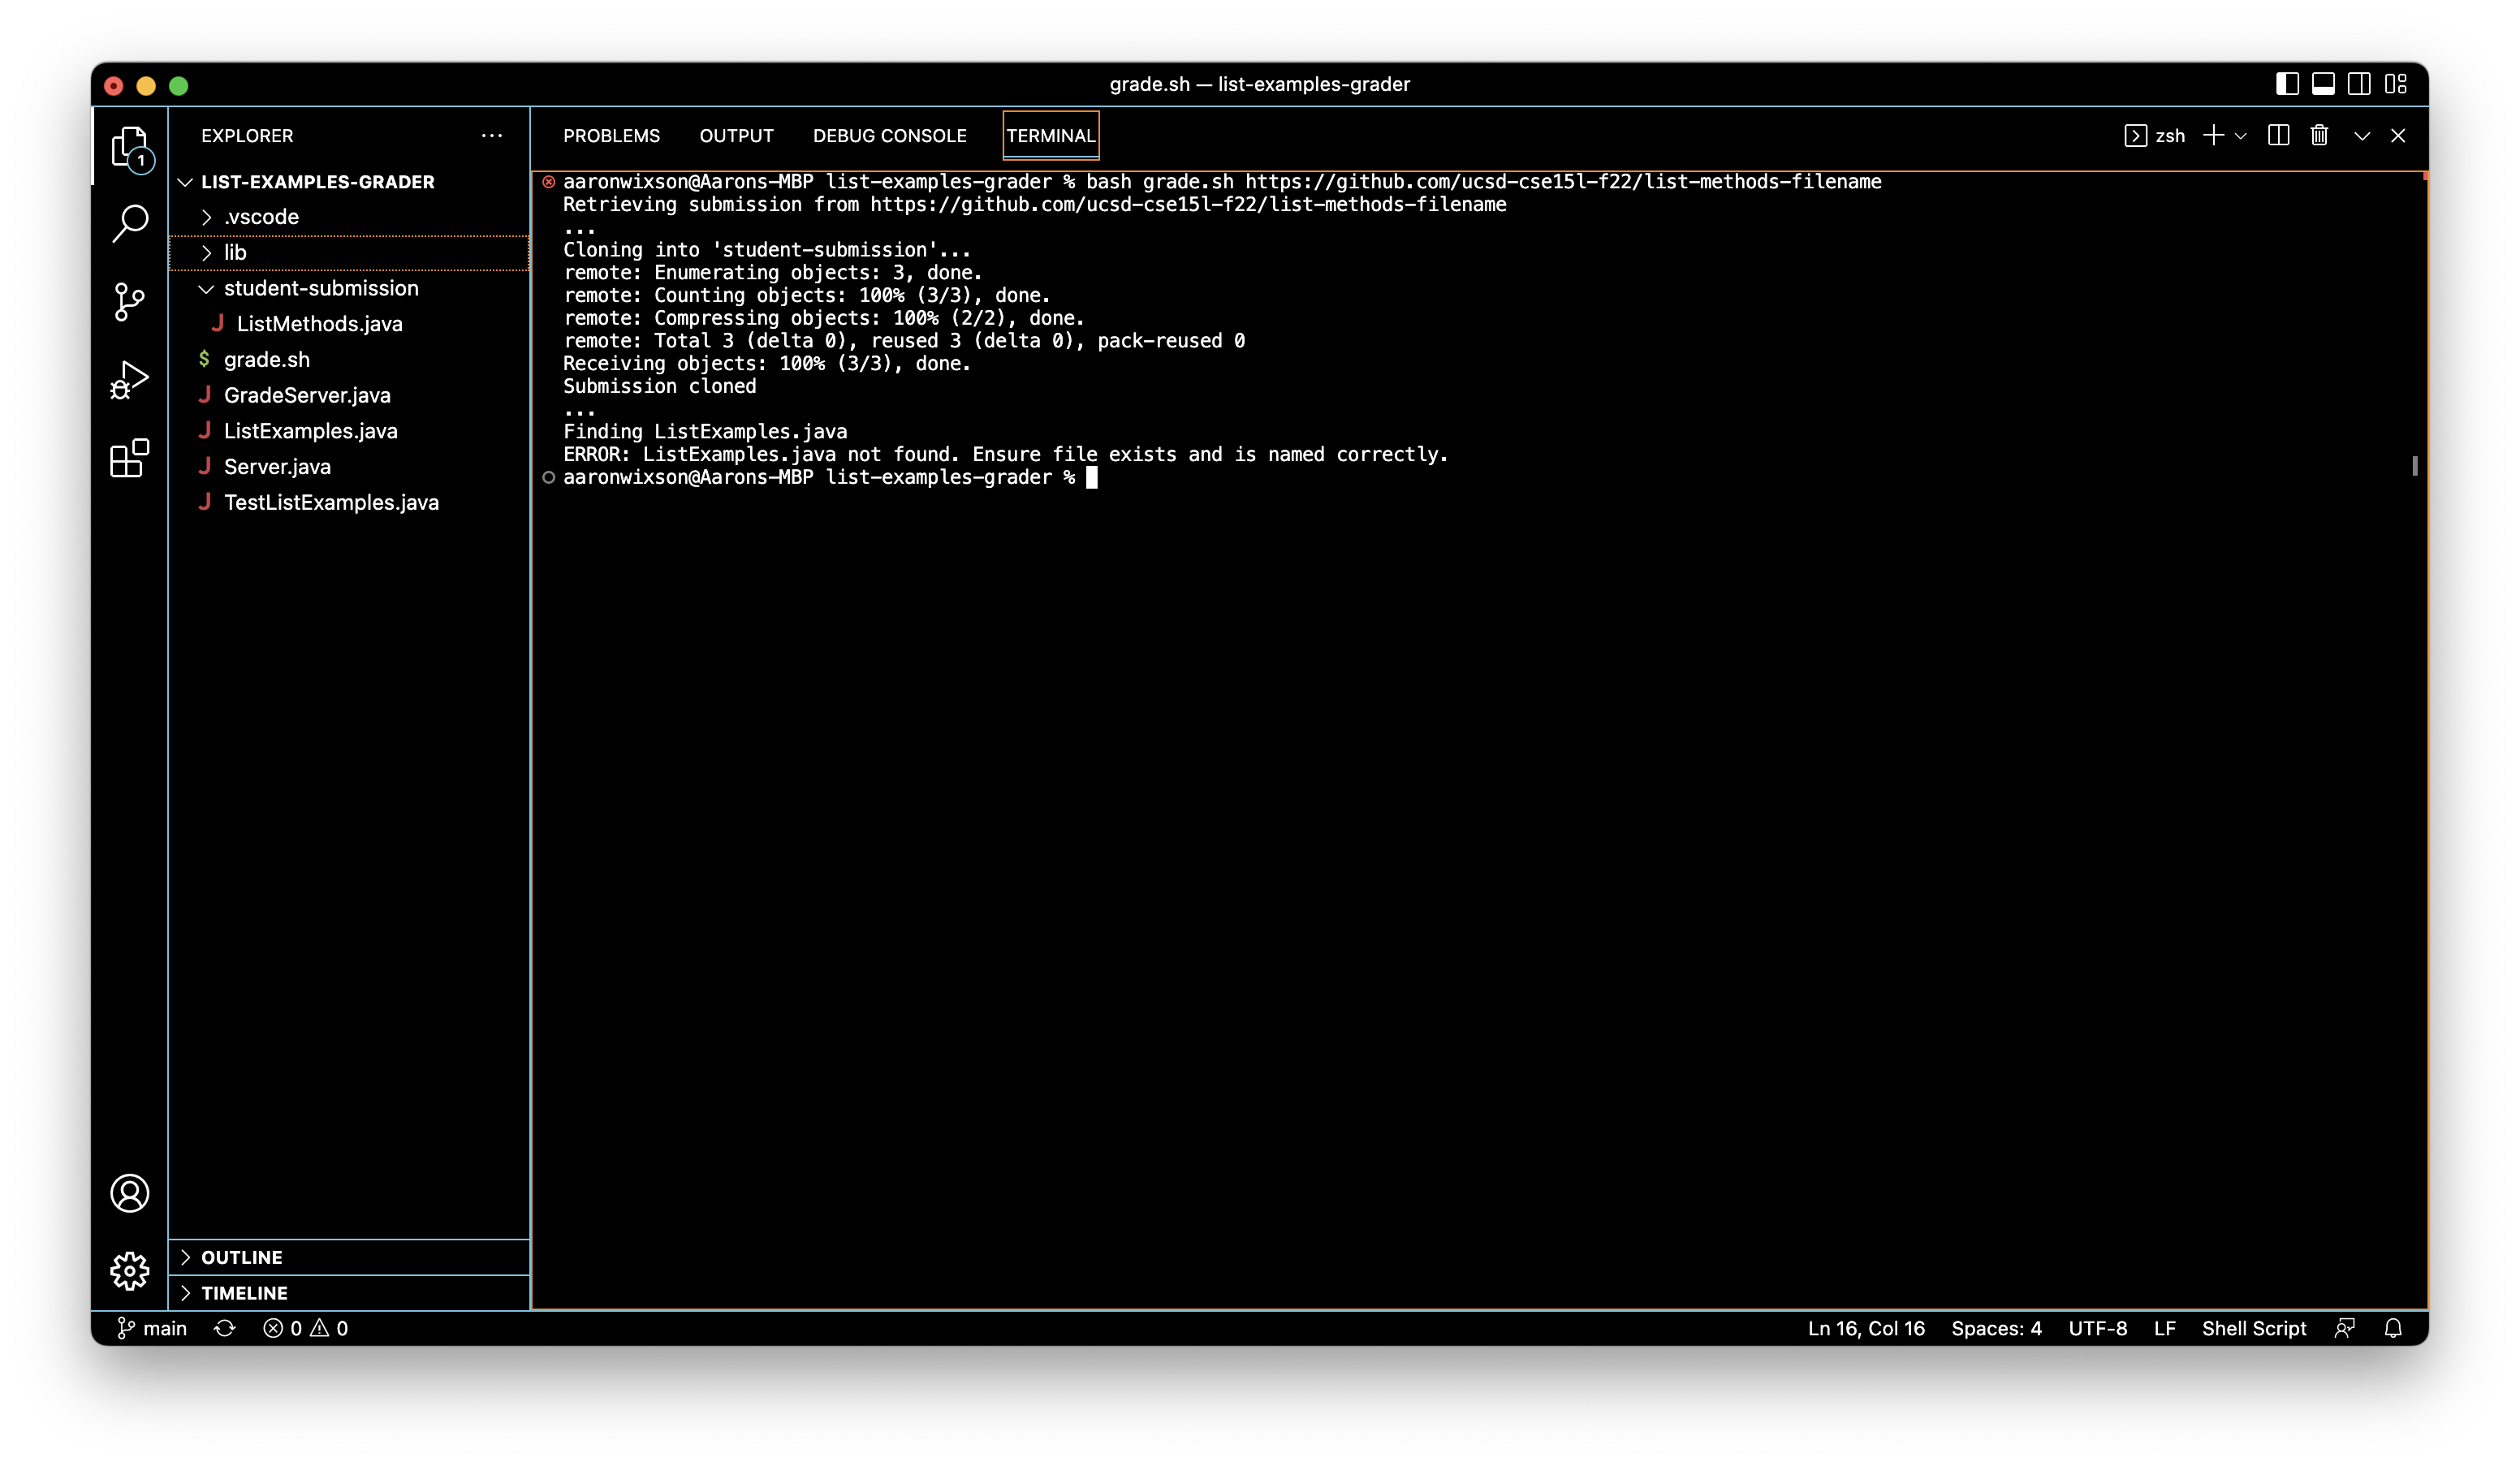 grade.sh — list-examples-grader
EXPLORER
PROBLEMS OUTPUT DEBUG CONSOLE TERMINAL
zsh
1
LIST-EXAMPLES-GRADER
.vscode
lib
student-submission
J ListMethods.java
$ grade.sh
J GradeServer.java
J ListExamples.java
J Server.java
J TestListExamples.java
aaronwixson@Aarons-MBP list-examples-grader % bash grade.sh https://github.com/ucsd-cse15l-f22/list-methods-filename
Retrieving submission from https://github.com/ucsd-cse15l-f22/list-methods-filename
...
Cloning into 'student-submission'...
remote: Enumerating objects: 3, done.
remote: Counting objects: 100% (3/3), done.
remote: Compressing objects: 100% (2/2), done.
remote: Total 3 (delta 0), reused 3 (delta 0), pack-reused 0
Receiving objects: 100% (3/3), done.
Submission cloned
...
Finding ListExamples.java
ERROR: ListExamples.java not found. Ensure file exists and is named correctly.
aaronwixson@Aarons-MBP list-examples-grader %
OUTLINE
TIMELINE
main 0 0
Ln 16, Col 16 Spaces: 4 UTF-8 LF Shell Script